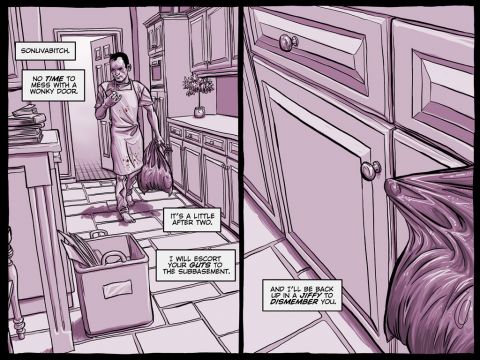 SONUVABITCH.
NO TIME TO
MESS WITH A
WONKY DOOR.
IT'S A LITTLE
AFTER TWO.
I WILL ESCORT
YOUR GUTS TO
THE SUBBASEMENT.
AND I'LL BE BACK
UP IN A JIFFY TO
DISMEMBER YOU.